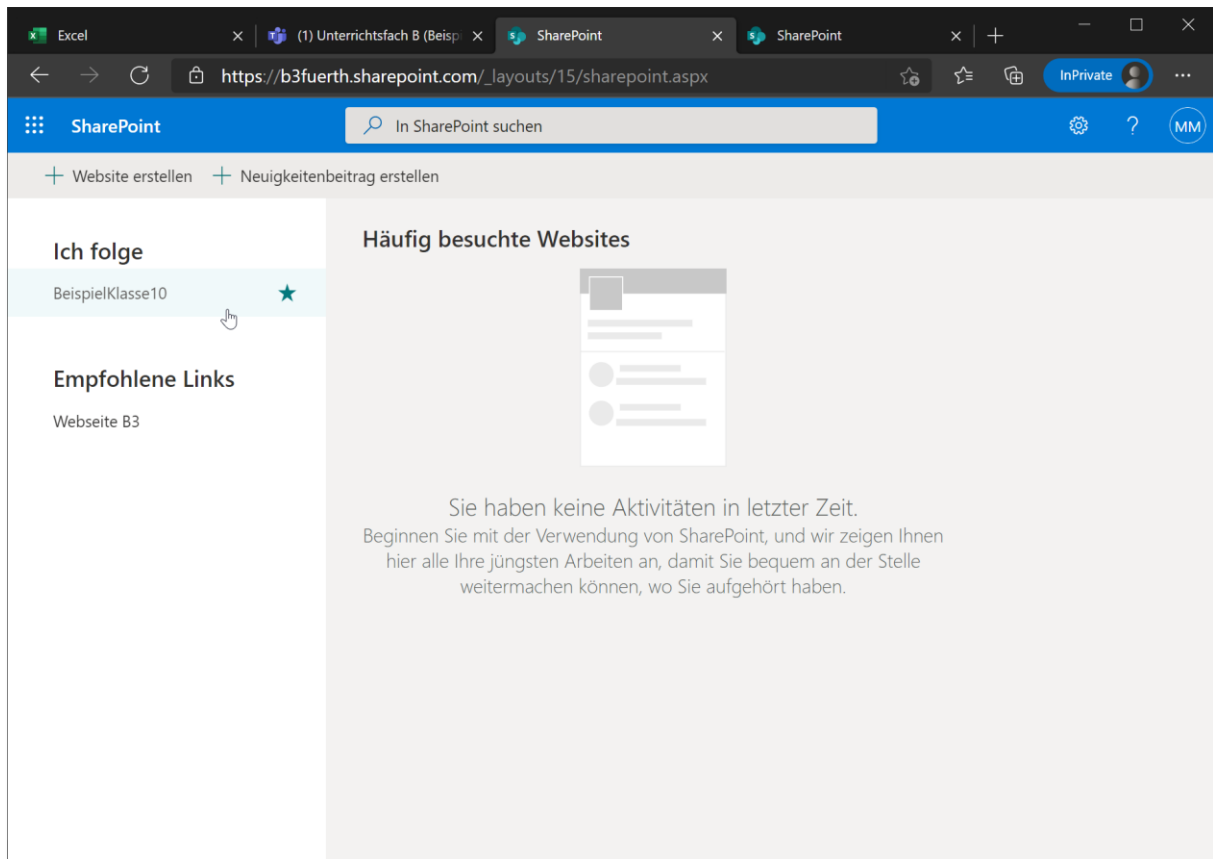 Excel
(1) Unterrichtsfach B (Beisp
SharePoint
SharePoint
https://b3fuerth.sharepoint.com/_layouts/15/sharepoint.aspx
InPrivate
SharePoint
In SharePoint suchen
?
MM
+ Website erstellen
+ Neuigkeitenbeitrag erstellen
Ich folge
BeispielKlasse10
Empfohlene Links
Webseite B3
Häufig besuchte Websites
Sie haben keine Aktivitäten in letzter Zeit.
Beginnen Sie mit der Verwendung von SharePoint, und wir zeigen Ihnen
hier alle Ihre jüngsten Arbeiten an, damit Sie bequem an der Stelle
weitermachen können, wo Sie aufgehört haben.